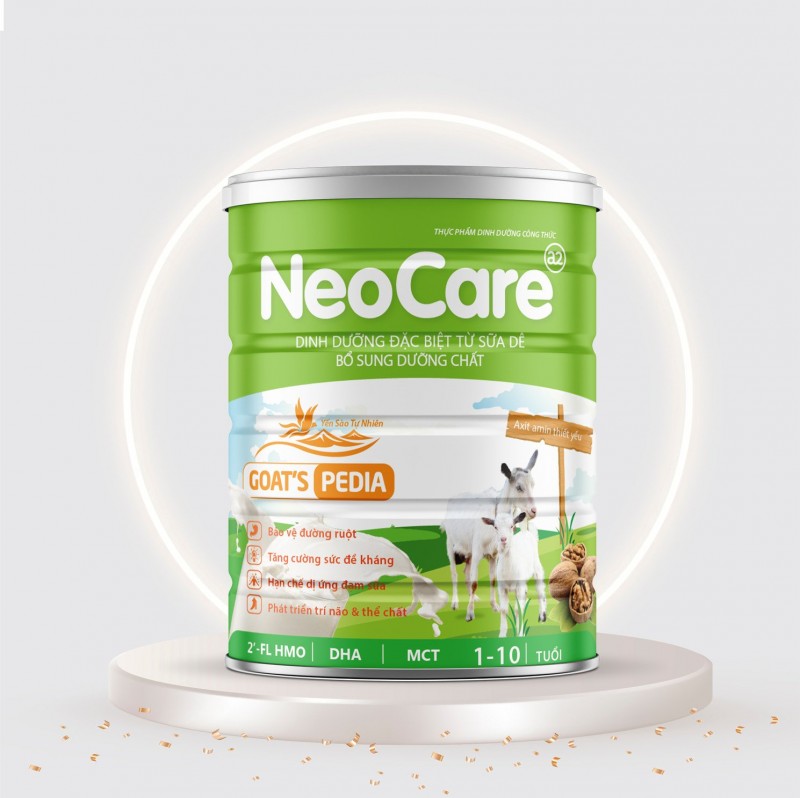 THỰC PHẨM DINH DƯỠNG CÔNG THỨC
NeoCare a2
DINH DƯỠNG ĐẶC BIỆT TỪ SỮA DÊ
BỔ SUNG DƯỠNG CHẤT
Yến Sào Tự Nhiên
Axit amin thiết yếu
GOAT'S PEDIA
Bảo vệ đường ruột
Tăng cường sức đề kháng
Hạn chế dị ứng đạm sữa
Phát triển trí não & thể chất
2'-FL HMO | DHA | MCT 1-10 | TUỔI